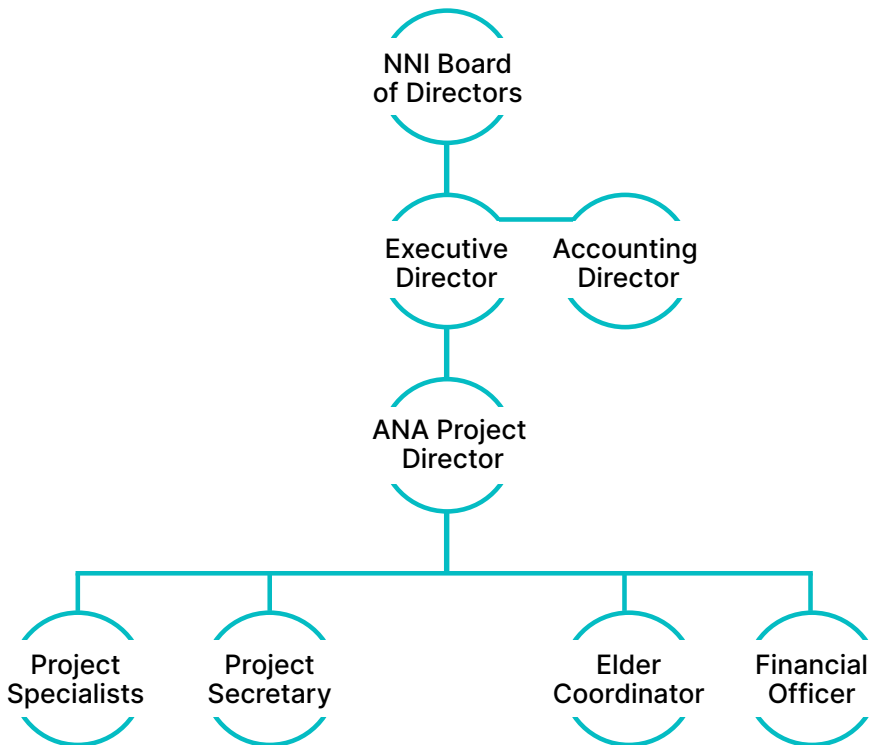 NNI Board
of Directors
Executive
Director
Accounting
Director
ANA Project
Director
Project
Specialists
Project
Secretary
Elder
Coordinator
Financial
Officer